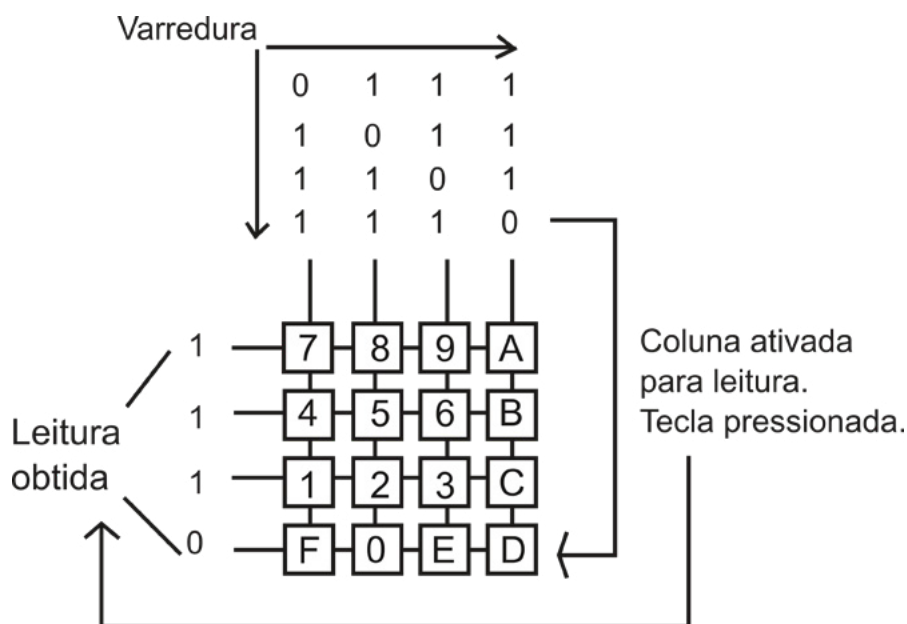 Varredura
0 1 1 1
1 0 1 1
1 1 0 1
1 1 1 0
1 7 8 9 A
1 4 5 6 B
1 1 2 3 C
0 F 0 E D
Leitura
obtida
Coluna ativada
para leitura.
Tecla pressionada.